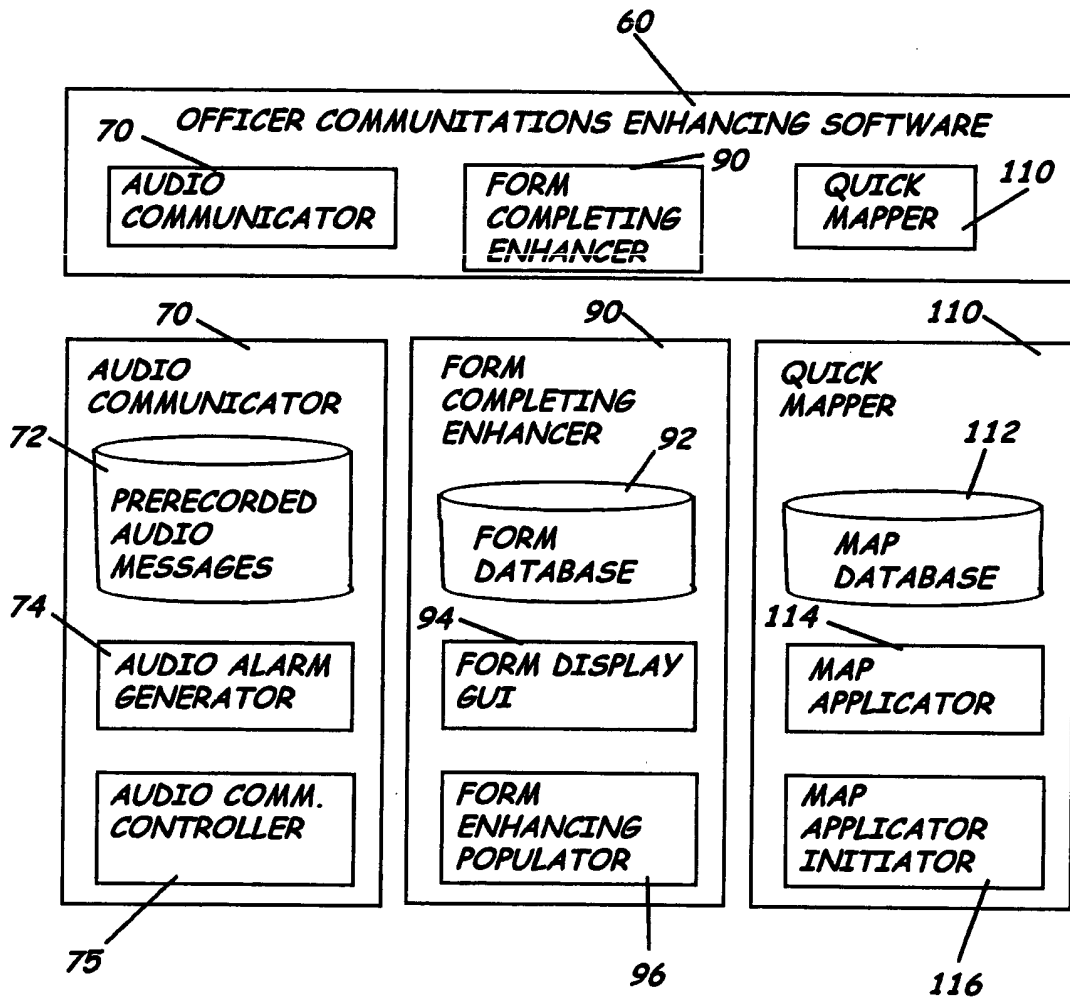 60
OFFICER COMMUNITATIONS ENHANCING SOFTWARE
70
90
110
AUDIO
COMMUNICATOR
FORM
COMPLETING
ENHANCER
QUICK
MAPPER
70
90
110
AUDIO
COMMUNICATOR
72
PRERECORDED
AUDIO
MESSAGES
74
AUDIO ALARM
GENERATOR
AUDIO COMM.
CONTROLLER
75
FORM
COMPLETING
ENHANCER
92
FORM
DATABASE
94
FORM DISPLAY
GUI
FORM
ENHANCING
POPULATOR
96
QUICK
MAPPER
112
MAP
DATABASE
114
MAP
APPLICATOR
MAP
APPLICATOR
INITIATOR
116